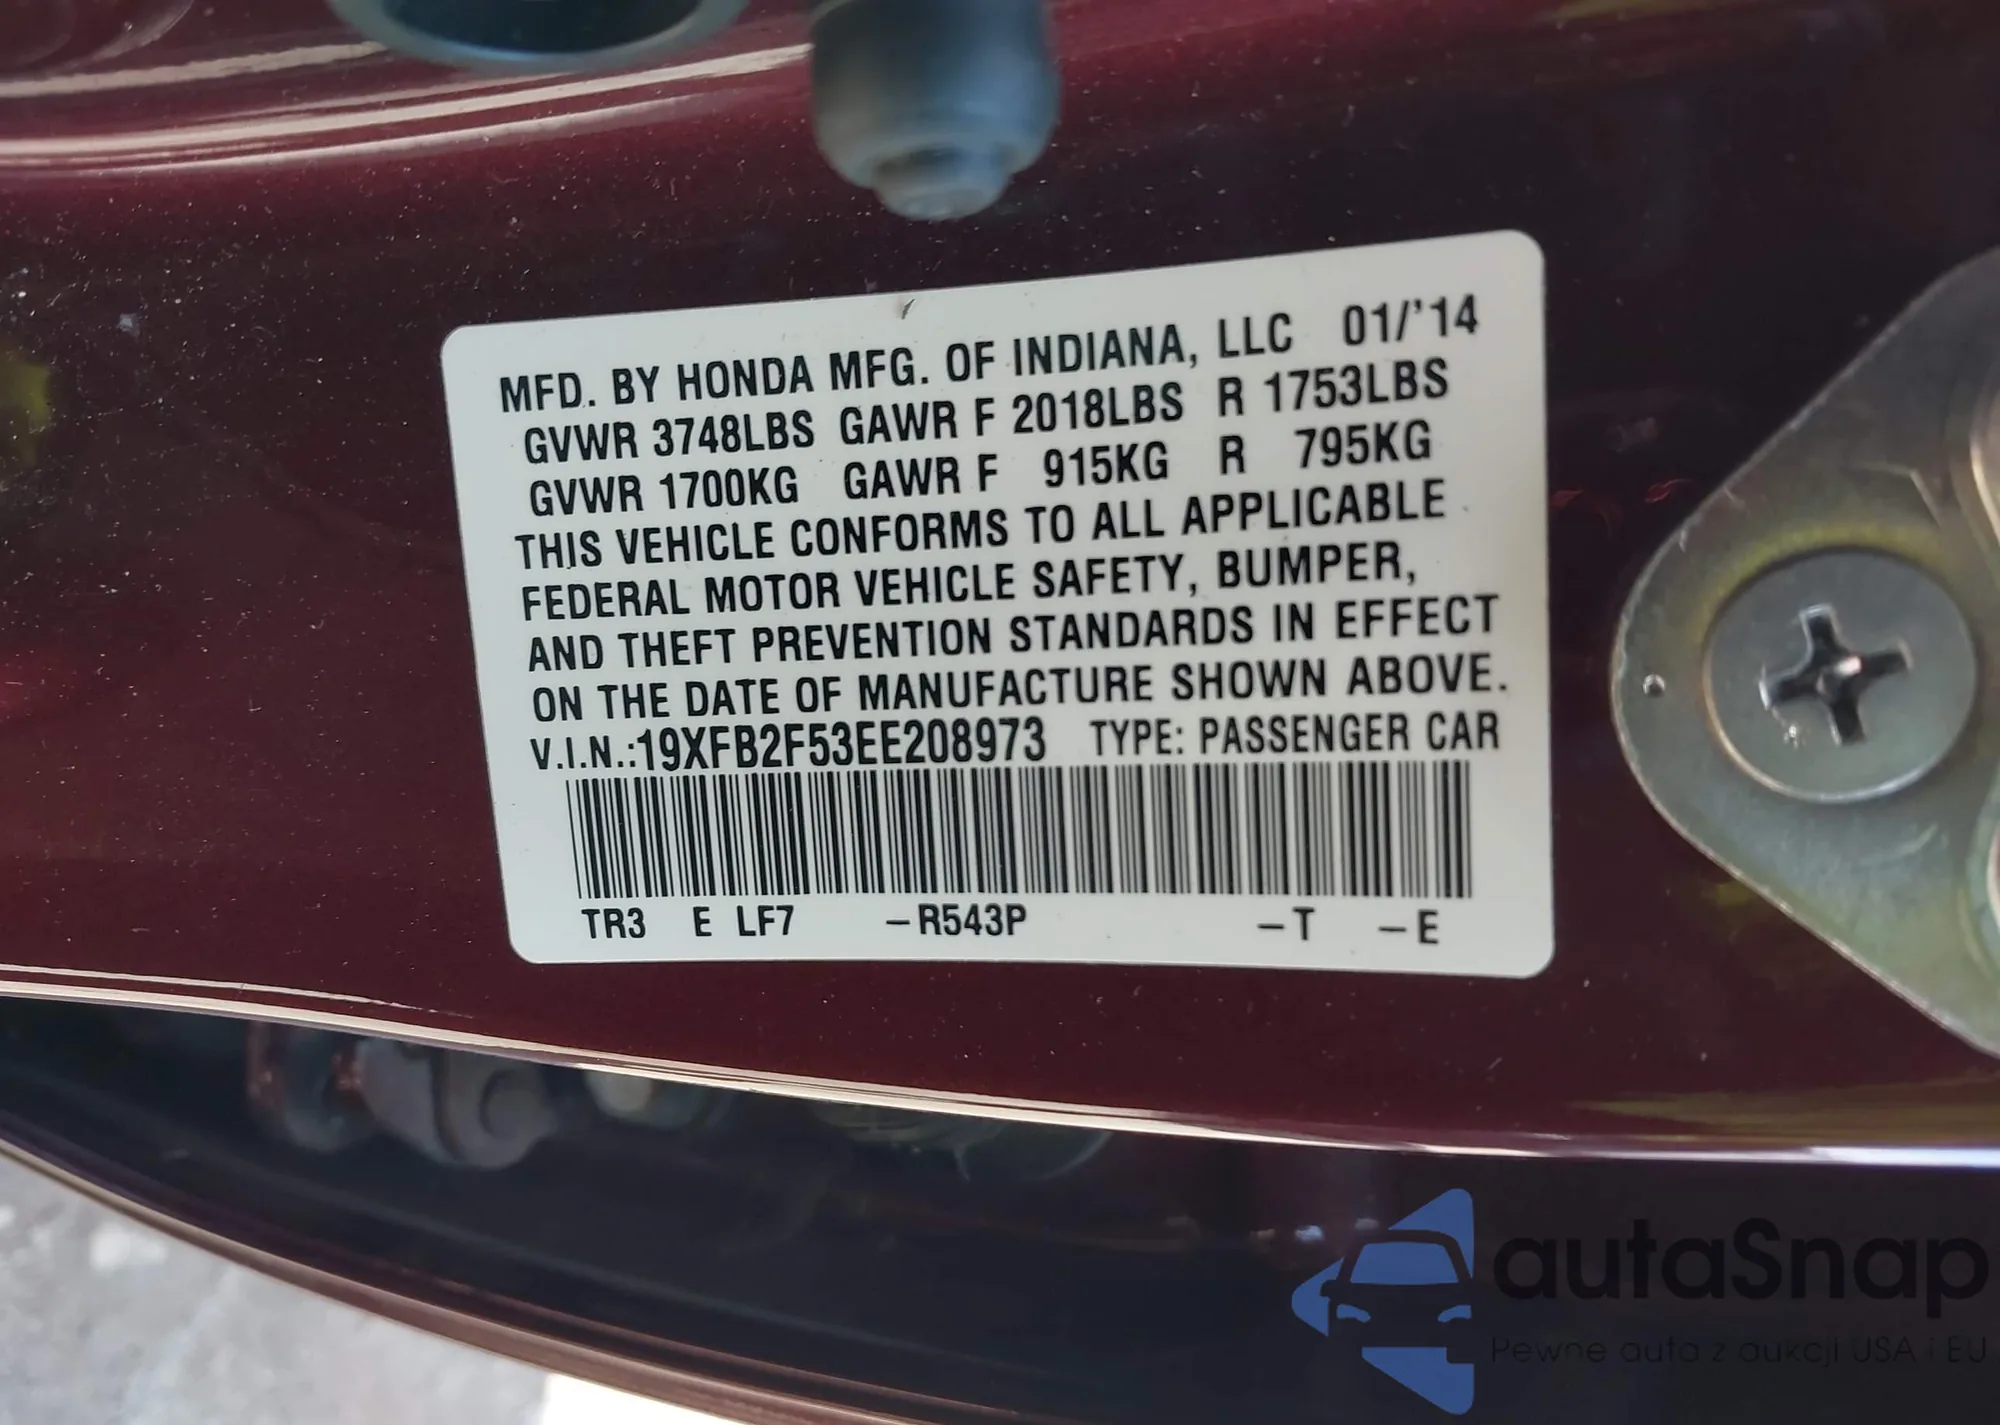 MFD. BY HONDA MFG. OF INDIANA, LLC 01/'14
GVWR 3748LBS GAWR F 2018LBS R 1753LBS
GVWR 1700KG GAWR F 915KG R 795KG
THIS VEHICLE CONFORMS TO ALL APPLICABLE
FEDERAL MOTOR VEHICLE SAFETY, BUMPER,
AND THEFT PREVENTION STANDARDS IN EFFECT
ON THE DATE OF MANUFACTURE SHOWN ABOVE.
V.I.N.:19XFB2F53EE208973 TYPE: PASSENGER CAR
TR3 E LF7 –R543P –T –E
autaSnap
Pewne auta z aukcji USA i EU